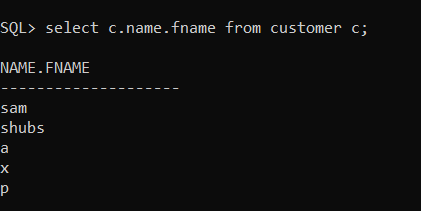 SQL> select c.name.fname from customer c;
NAME.FNAME
--------------------
sam
shubs
a
x
p